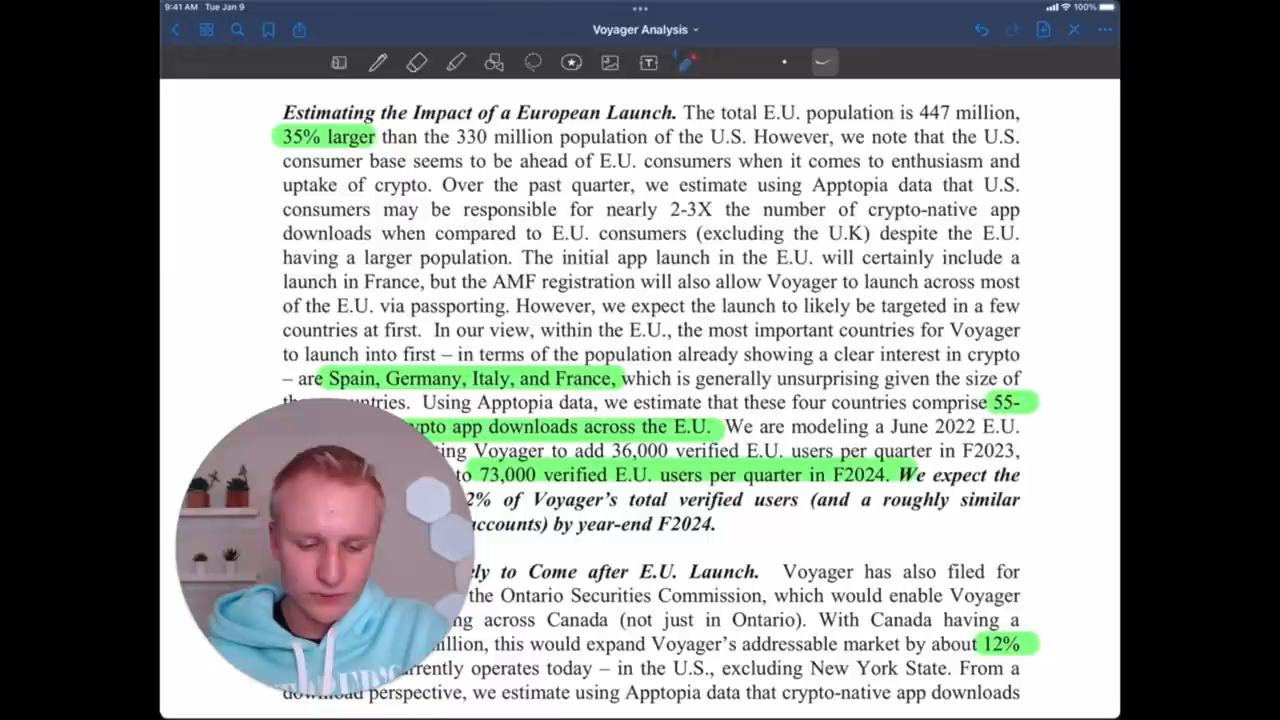 9:41 AM Tue Jan 9
100%
Voyager Analysis
Estimating the Impact of a European Launch. The total E.U. population is 447 million,
35% larger than the 330 million population of the U.S. However, we note that the U.S.
consumer base seems to be ahead of E.U. consumers when it comes to enthusiasm and
uptake of crypto. Over the past quarter, we estimate using Apptopia data that U.S.
consumers may be responsible for nearly 2-3X the number of crypto-native app
downloads when compared to E.U. consumers (excluding the U.K) despite the E.U.
having a larger population. The initial app launch in the E.U. will certainly include a
launch in France, but the AMF registration will also allow Voyager to launch across most
of the E.U. via passporting. However, we expect the launch to likely be targeted in a few
countries at first. In our view, within the E.U., the most important countries for Voyager
to launch into first – in terms of the population already showing a clear interest in crypto
– are Spain, Germany, Italy, and France, which is generally unsurprising given the size of
Using Apptopia data, we estimate that these four countries comprise 55-
app downloads across the E.U. We are modeling a June 2022 E.U.
Voyager to add 36,000 verified E.U. users per quarter in F2023,
to 73,000 verified E.U. users per quarter in F2024. We expect the
2% of Voyager's total verified users (and a roughly similar
accounts) by year-end F2024.
to Come after E.U. Launch. Voyager has also filed for
the Ontario Securities Commission, which would enable Voyager
across Canada (not just in Ontario). With Canada having a
this would expand Voyager's addressable market by about 12%
operates today – in the U.S., excluding New York State. From a
perspective, we estimate using Apptopia data that crypto-native app downloads